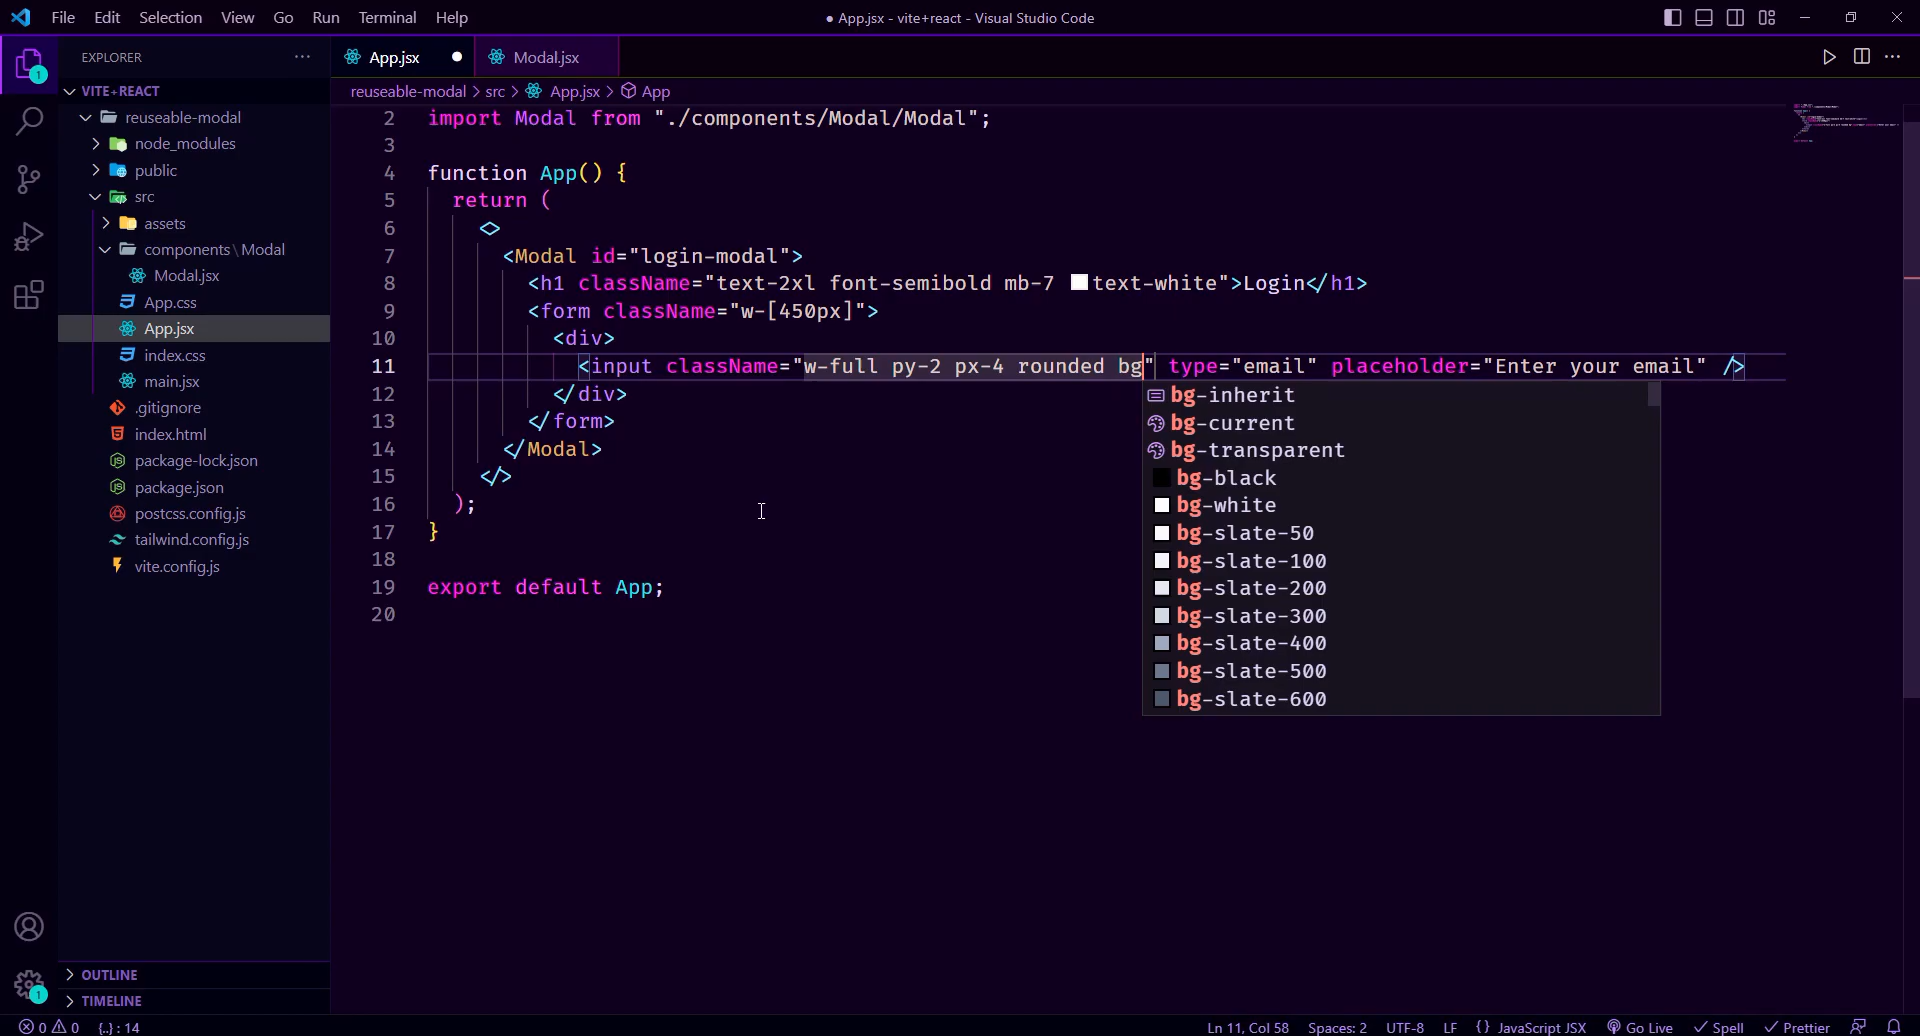 File Edit Selection View Go Run Terminal Help
● App.jsx - vite+react - Visual Studio Code
EXPLORER
App.jsx
Modal.jsx
VITE+REACT
reuseable-modal
node_modules
public
src
assets
components\Modal
Modal.jsx
App.css
App.jsx
index.css
main.jsx
.gitignore
index.html
package-lock.json
package.json
postcss.config.js
tailwind.config.js
vite.config.js
OUTLINE
TIMELINE
reuseable-modal > src > App.jsx > App
2 import Modal from "./components/Modal/Modal";
3
4 function App() {
5 return (
6 <>
7 <Modal id="login-modal">
8 <h1 className="text-2xl font-semibold mb-7 text-white">Login</h1>
9 <form className="w-[450px]">
10 <div>
11 <input className="w-full py-2 px-4 rounded bg" type="email" placeholder="Enter your email" />
12 </div>
13 </form>
14 </Modal>
15 </>
16 );
17 }
18
19 export default App;
20
bg-inherit
bg-current
bg-transparent
bg-black
bg-white
bg-slate-50
bg-slate-100
bg-slate-200
bg-slate-300
bg-slate-400
bg-slate-500
bg-slate-600
1
1
0 0 {..} : 14
Ln 11, Col 58 Spaces: 2 UTF-8 LF {} JavaScript JSX Go Live Spell Prettier